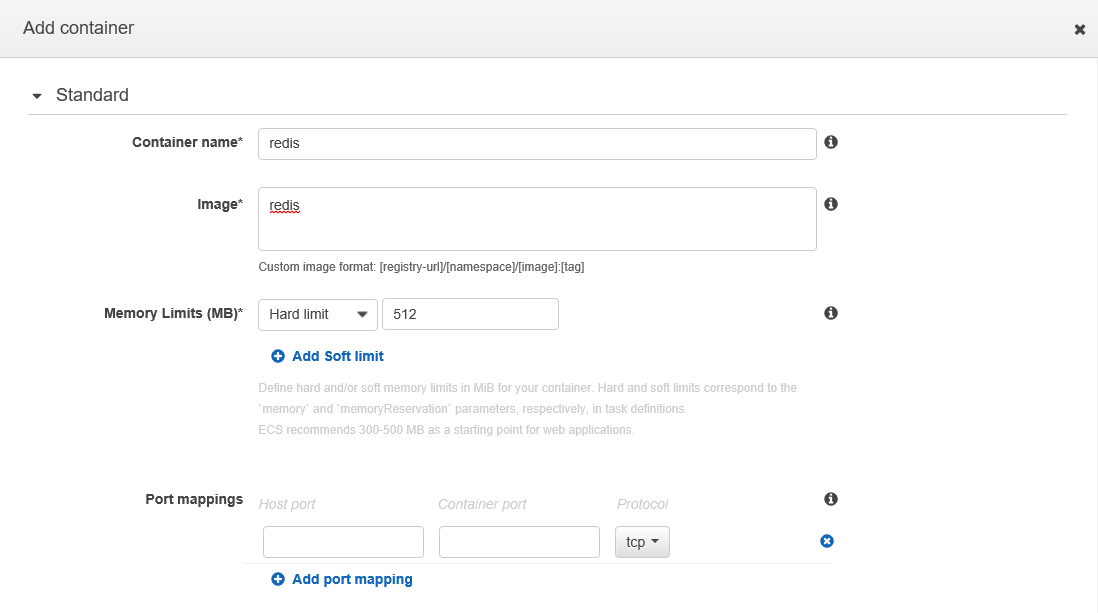 Add container
Standard
Container name*
redis
Image*
redis
Custom image format: [registry-url]/[namespace]/[image]:[tag]
Memory Limits (MB)*
Hard limit
512
Add Soft limit
Define hard and/or soft memory limits in MiB for your container. Hard and soft limits correspond to the
`memory` and `memoryReservation` parameters, respectively, in task definitions.
ECS recommends 300-500 MB as a starting point for web applications.
Port mappings
Host port
Container port
Protocol
tcp
Add port mapping